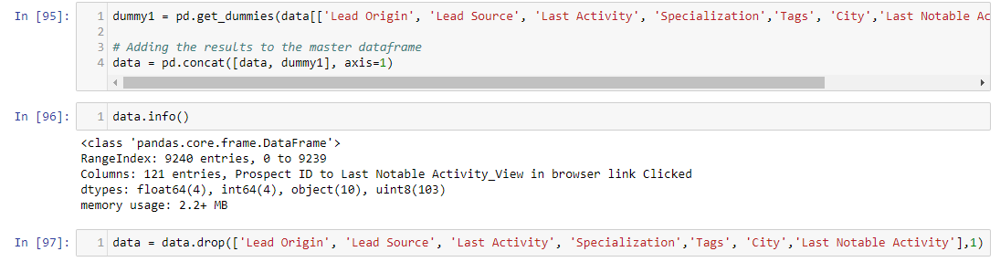 In [95]:
1 dummy1 = pd.get_dummies(data[['Lead Origin', 'Lead Source', 'Last Activity', 'Specialization','Tags', 'City','Last Notable Ac
2
3 # Adding the results to the master dataframe
4 data = pd.concat([data, dummy1], axis=1)
In [96]:
1 data.info()
<class 'pandas.core.frame.DataFrame'>
RangeIndex: 9240 entries, 0 to 9239
Columns: 121 entries, Prospect ID to Last Notable Activity_View in browser link Clicked
dtypes: float64(4), int64(4), object(10), uint8(103)
memory usage: 2.2+ MB
In [97]:
1 data = data.drop(['Lead Origin', 'Lead Source', 'Last Activity', 'Specialization','Tags', 'City','Last Notable Activity'],1)